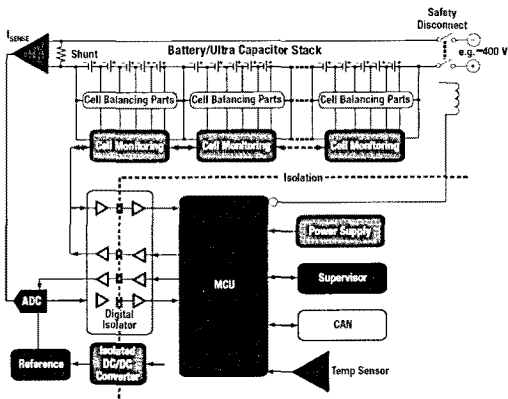 Safety
Disconnect
ISENSE
Shunt
Battery/Ultra Capacitor Stack
e.g.=400 V
Cell Balancing Parts
Cell Balancing Parts
Cell Balancing Parts
Cell Monitoring
Cell Monitoring
Cell Monitoring
Isolation
Power Supply
MCU
Supervisor
ADC
Digital
Isolator
CAN
Reference
Isolated
DC/DC
Converter
Temp Sensor